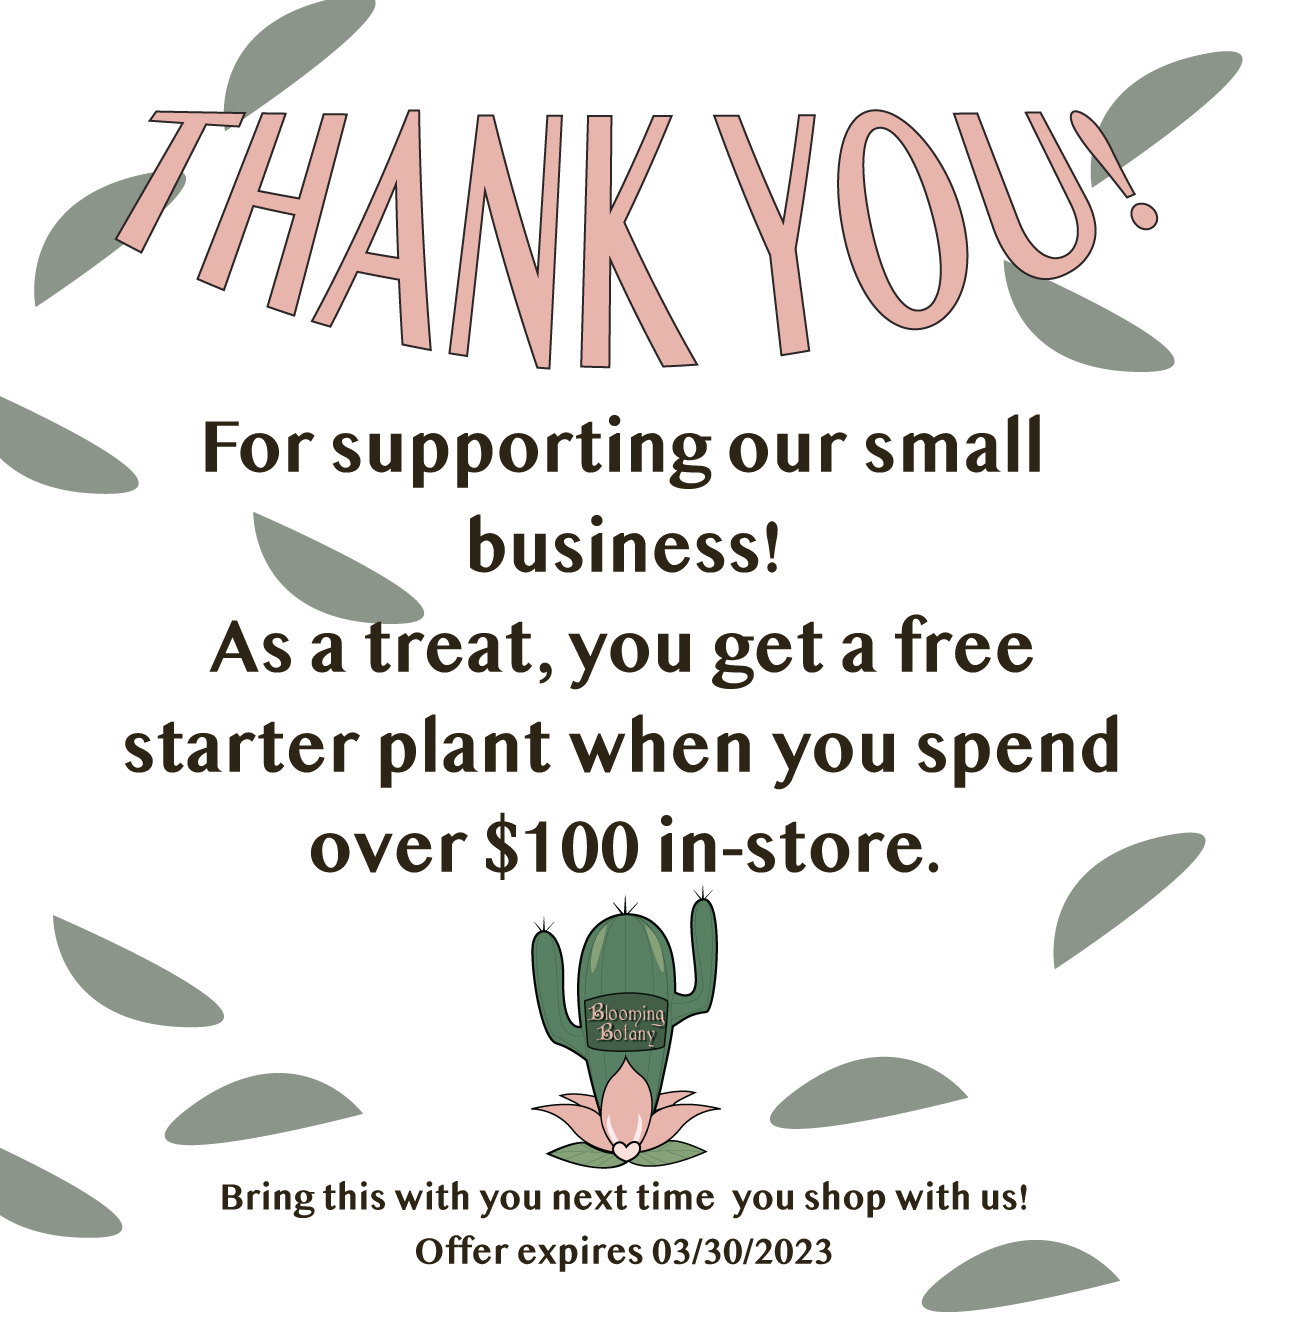 THANK YOU!
For supporting our small
business!
As a treat, you get a free
starter plant when you spend
over $100 in-store.
Blooming
Botany
Bring this with you next time  you shop with us!
Offer expires 03/30/2023